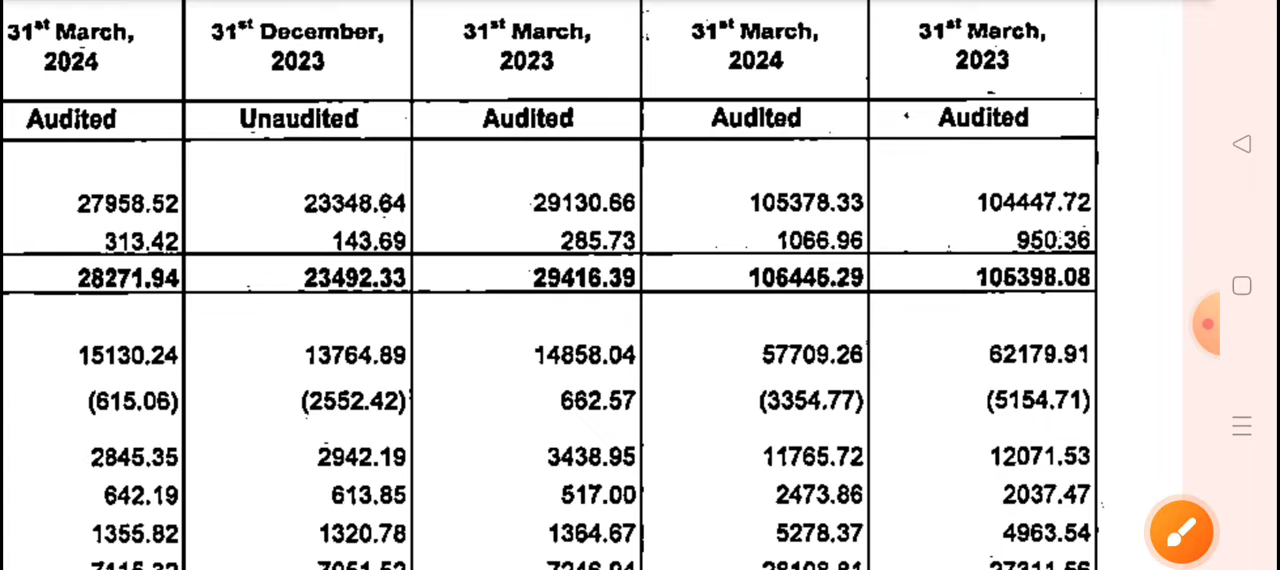 31st March, 31st December, 31st March, 31st March, 31st March,
2024 2023 2023 2024 2023
Audited Unaudited Audited Audited Audited
27958.52 23348.64 29130.66 105378.33 104447.72
313.42 143.69 285.73 1066.96 950.36
28271.94 23492.33 29416.39 106445.29 105398.08
15130.24 13764.89 14858.04 57709.26 62179.91
(615.06) (2552.42) 662.57 (3354.77) (5154.71)
2845.35 2942.19 3438.95 11765.72 12071.53
642.19 613.85 517.00 2473.86 2037.47
1355.82 1320.78 1364.67 5278.37 4963.54